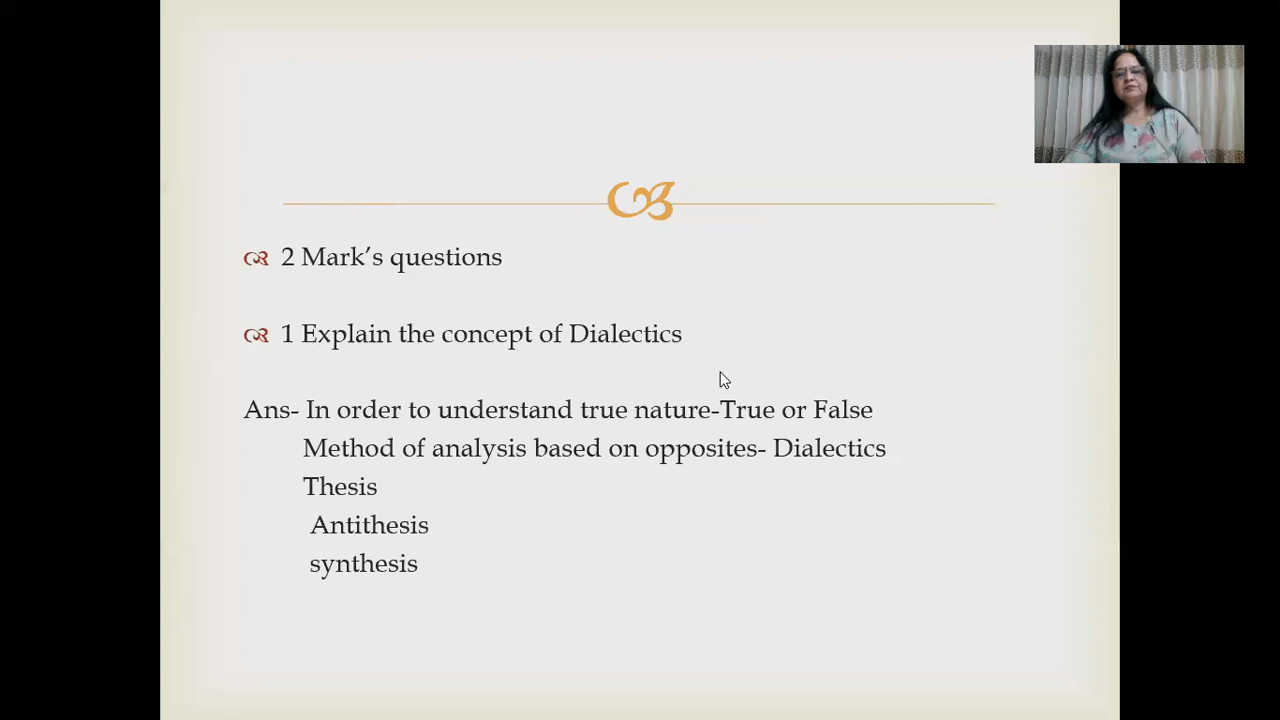 2 Mark’s questions
1 Explain the concept of Dialectics
Ans- In order to understand true nature-True or False
Method of analysis based on opposites- Dialectics
Thesis
Antithesis
synthesis